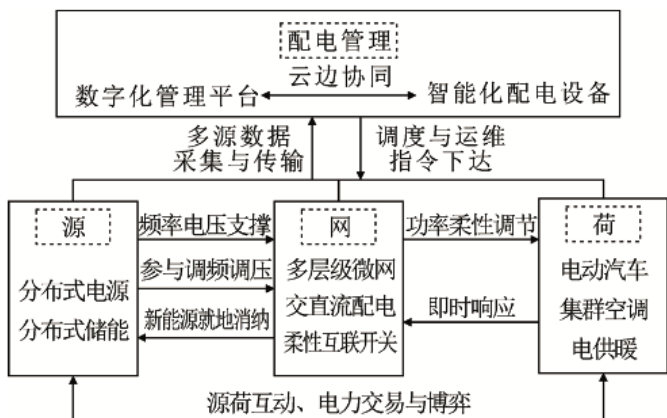 配电管理
云边协同
数字化管理平台
智能化配电设备
多源数据
采集与传输
调度与运维
指令下达
源
分布式电源
分布式储能
频率电压支撑
参与调频调压
新能源就地消纳
网
多层级微网
交直流配电
柔性互联开关
功率柔性调节
即时响应
荷
电动汽车
集群空调
电供暖
源荷互动、电力交易与博弈